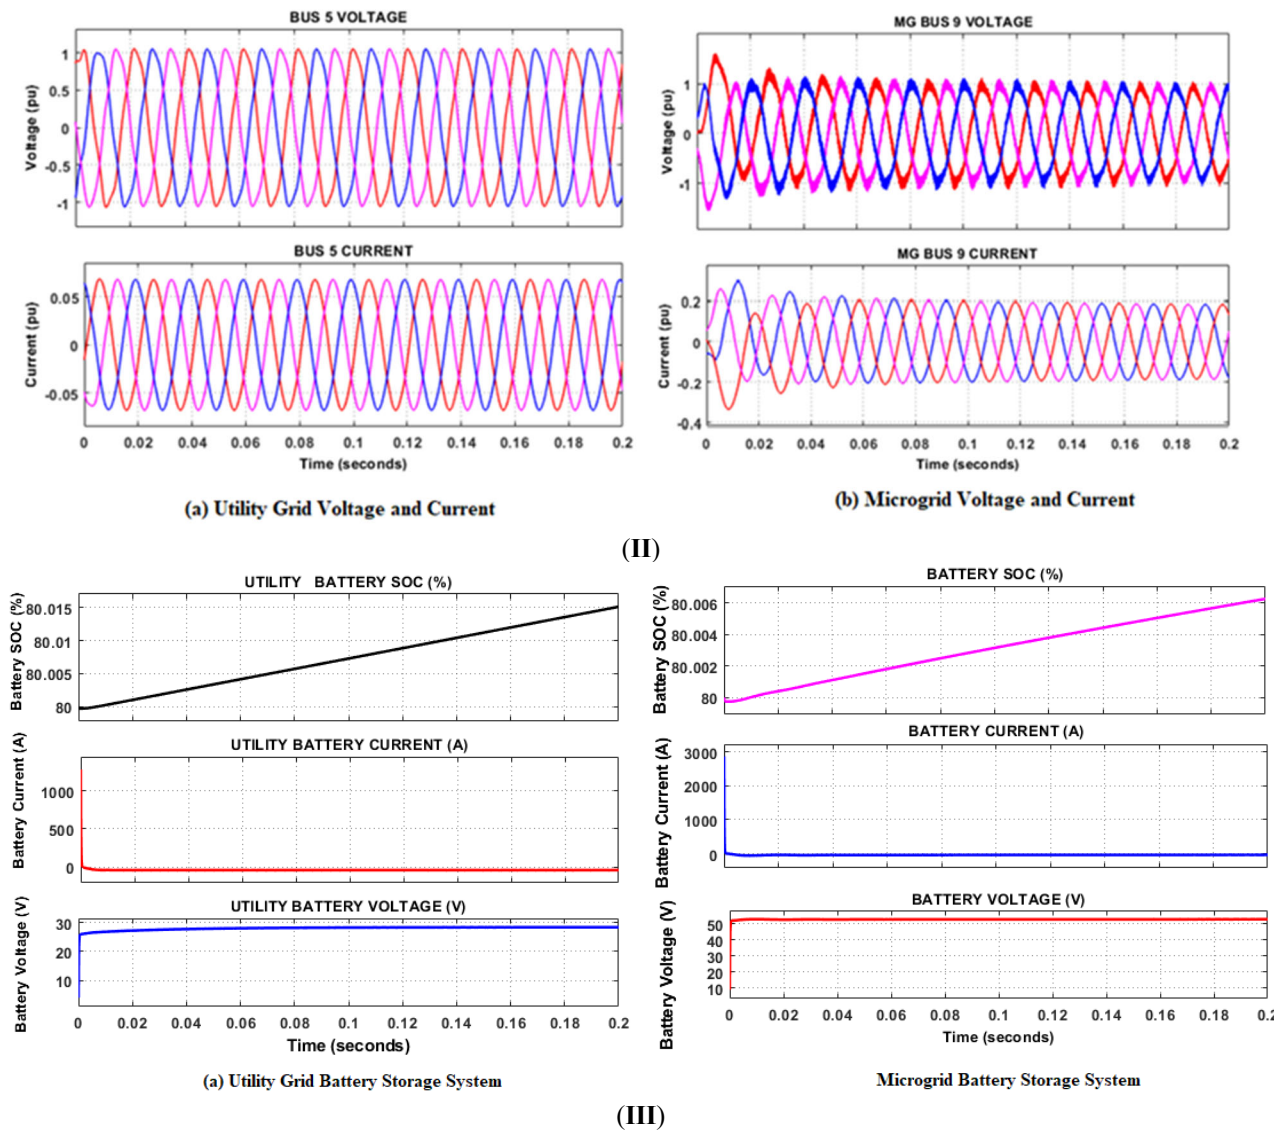 BUS 5 VOLTAGE
Voltage (pu)
1
0.5
0
-0.5
-1
BUS 5 CURRENT
Current (pu)
0.05
0
-0.05
0 0.02 0.04 0.06 0.08 0.1 0.12 0.14 0.16 0.18 0.2
Time (seconds)
(a) Utility Grid Voltage and Current
MG BUS 9 VOLTAGE
Voltage (pu)
1
0
-1
MG BUS 9 CURRENT
Current (pu)
0.2
0
-0.2
-0.4
0 0.02 0.04 0.06 0.08 0.1 0.12 0.14 0.16 0.18 0.2
Time (seconds)
(b) Microgrid Voltage and Current
(II)
UTILITY BATTERY SOC (%)
Battery SOC (%)
80.015
80.01
80.005
80
UTILITY BATTERY CURRENT (A)
Battery Current (A)
1000
500
0
UTILITY BATTERY VOLTAGE (V)
Battery Voltage (V)
30
20
10
0 0.02 0.04 0.06 0.08 0.1 0.12 0.14 0.16 0.18 0.2
Time (seconds)
(a) Utility Grid Battery Storage System
BATTERY SOC (%)
Battery SOC (%)
80.006
80.004
80.002
80
BATTERY CURRENT (A)
Battery Current (A)
3000
2000
1000
0
BATTERY VOLTAGE (V)
Battery Voltage (V)
50
40
30
20
10
0 0.02 0.04 0.06 0.08 0.1 0.12 0.14 0.16 0.18 0.2
Time (seconds)
Microgrid Battery Storage System
(III)